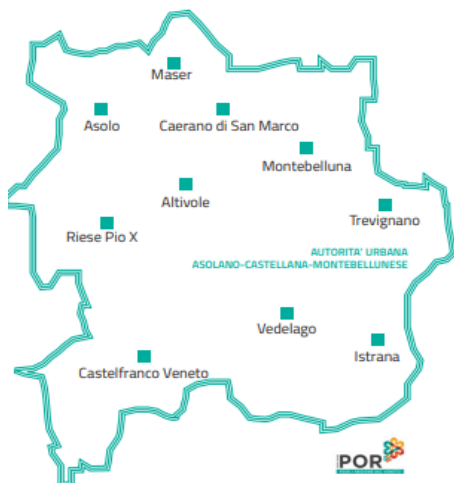 Maser
Asolo
Caerano di San Marco
Montebelluna
Altivole
Trevignano
Riese Pio X
AUTORITA' URBANA
ASOLANO-CASTELLANA-MONTEBELLUNESE
Vedelago
Istrana
Castelfranco Veneto
POR